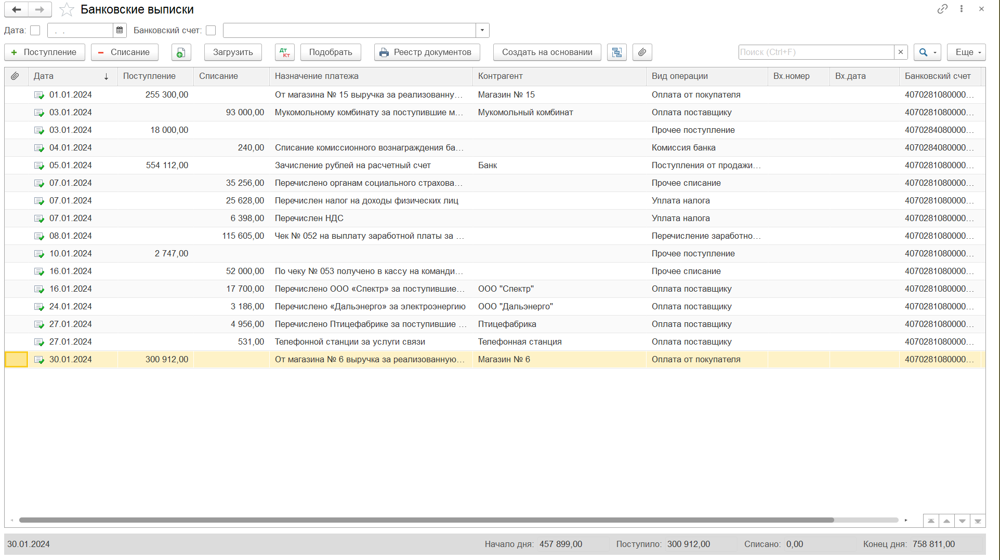 Банковские выписки
Дата: . . Банковский счет:
Поступление Списание Загрузить Дт Кт Подобрать Реестр документов Создать на основании Поиск (Ctrl+F) Еще
Дата Поступление Списание Назначение платежа Контрагент Вид операции Вх.номер Вх.дата Банковский счет
01.01.2024 255 300,00 От магазина № 15 выручка за реализованну... Магазин № 15 Оплата от покупателя 4070281080000...
03.01.2024 93 000,00 Мукомольному комбинату за поступившие м... Мукомольный комбинат Оплата поставщику 4070281080000...
03.01.2024 18 000,00 Прочее поступление 4070284080000...
04.01.2024 240,00 Списание комиссионного вознаграждения ба... Комиссия банка 4070284080000...
05.01.2024 554 112,00 Зачисление рублей на расчетный счет Банк Поступления от продажи... 4070281080000...
07.01.2024 35 256,00 Перечислено органам социального страхова... Прочее списание 4070281080000...
07.01.2024 25 628,00 Перечислен налог на доходы физических лиц Уплата налога 4070281080000...
07.01.2024 6 398,00 Перечислен НДС Уплата налога 4070281080000...
08.01.2024 115 605,00 Чек № 052 на выплату заработной платы за ... Перечисление заработно... 4070281080000...
10.01.2024 2 747,00 Прочее поступление 4070281080000...
16.01.2024 52 000,00 По чеку № 053 получено в кассу на команди... Прочее списание 4070281080000...
16.01.2024 17 700,00 Перечислено ООО «Спектр» за поступившие... ООО "Спектр" Оплата поставщику 4070281080000...
24.01.2024 3 186,00 Перечислено «Дальэнерго» за электроэнергию ООО "Дальэнерго" Оплата поставщику 4070281080000...
27.01.2024 4 956,00 Перечислено Птицефабрике за поступившие ... Птицефабрика Оплата поставщику 4070281080000...
27.01.2024 531,00 Телефонной станции за услуги связи Телефонная станция Оплата поставщику 4070281080000...
30.01.2024 300 912,00 От магазина № 6 выручка за реализованную... Магазин № 6 Оплата от покупателя 4070281080000...
30.01.2024 Начало дня: 457 899,00 Поступило: 300 912,00 Списано: 0,00 Конец дня: 758 811,00